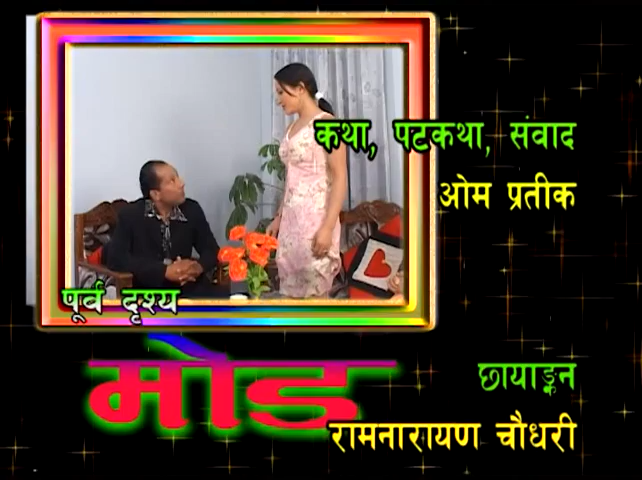 कथा, पटकथा, संवाद
ओम प्रतीक
पूर्व दृश्य
मोड
छायाङ्कन
रामनारायण चौधरी